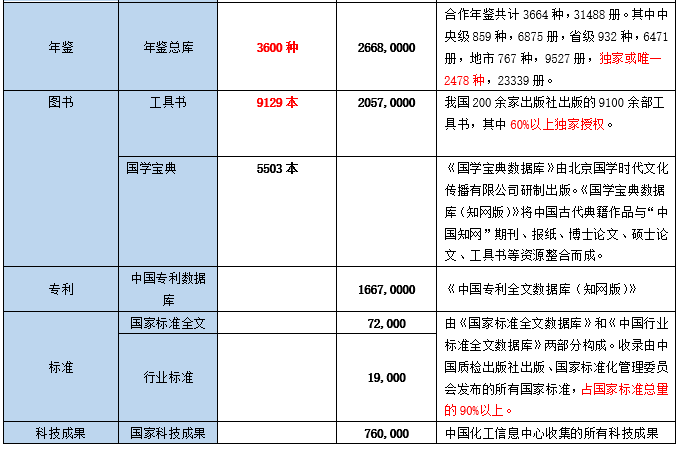 年鉴 年鉴总库 3600 种 2668,0000 合作年鉴共计 3664 种，31488 册。其中中
央级 859 种，6875 册，省级 932 种，6471
册，地市 767 种，9527 册，独家或唯一
2478 种，23339 册。
图书 工具书 9129 本 2057,0000 我国 200 余家出版社出版的 9100 余部工
具书，其中 60%以上独家授权。
国学宝典 5503 本 《国学宝典数据库》由北京国学时代文化
传播有限公司研制出版。《国学宝典数据
库（知网版）》将中国古代典籍作品与“中
国知网”期刊、报纸、博士论文、硕士论
文、工具书等资源整合而成。
专利 中国专利数据
库 1667,0000 《中国专利全文数据库（知网版）》
标准 国家标准全文 72,000 由《国家标准全文数据库》和《中国行业
标准全文数据库》两部分构成。收录由中
国质检出版社出版、国家标准化管理委员
会发布的所有国家标准，占国家标准总量
的 90%以上。
行业标准 19,000
科技成果 国家科技成果 760,000 中国化工信息中心收集的所有科技成果